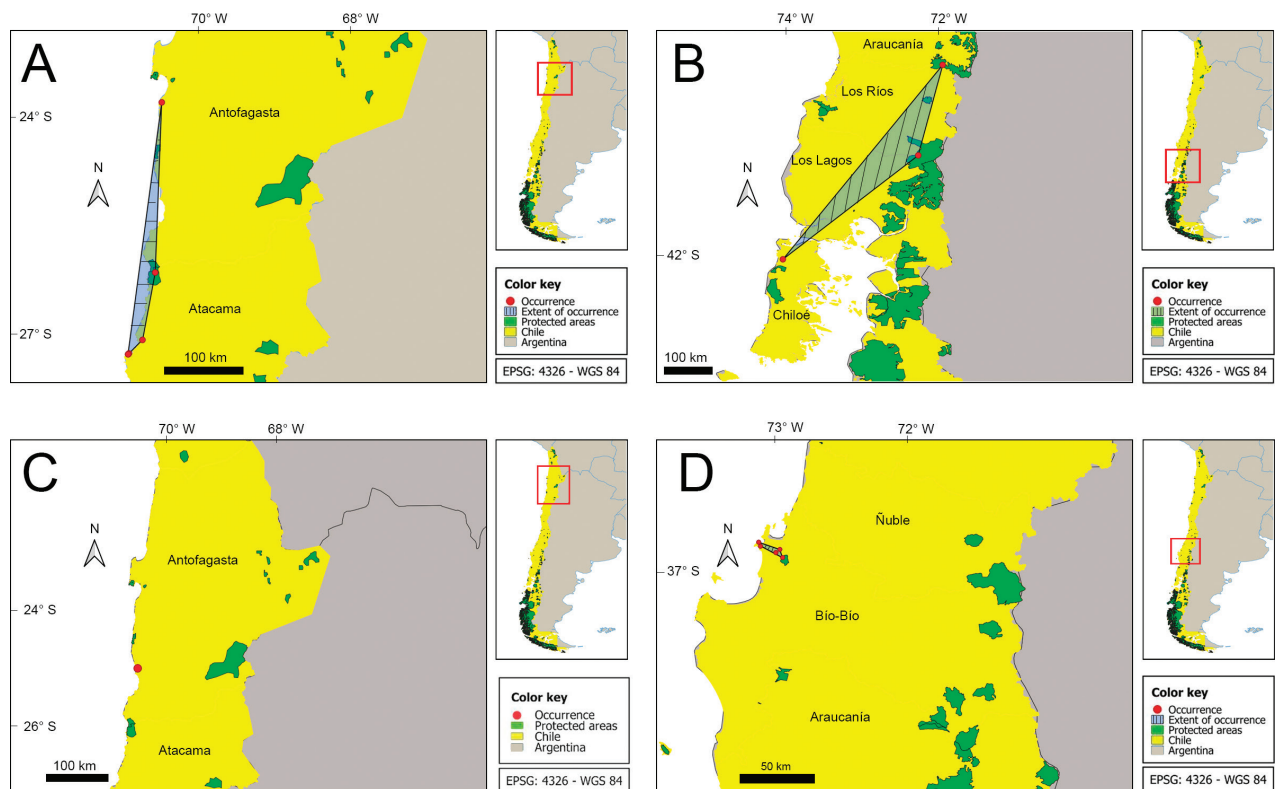 A
70° W
68° W
24° S
27° S
N
Antofagasta
Atacama
100 km
Color key
Occurrence
Extent of occurrence
Protected areas
Chile
Argentina
EPSG: 4326 - WGS 84
B
74° W
72° W
42° S
N
Araucanía
Los Ríos
Los Lagos
Chiloé
100 km
Color key
Occurrence
Extent of occurrence
Protected areas
Chile
Argentina
EPSG: 4326 - WGS 84
C
70° W
68° W
24° S
26° S
N
Antofagasta
Atacama
100 km
Color key
Occurrence
Protected areas
Chile
Argentina
EPSG: 4326 - WGS 84
D
73° W
72° W
37° S
N
Ñuble
Bío-Bío
Araucanía
50 km
Color key
Occurrence
Extent of occurrence
Protected areas
Chile
Argentina
EPSG: 4326 - WGS 84